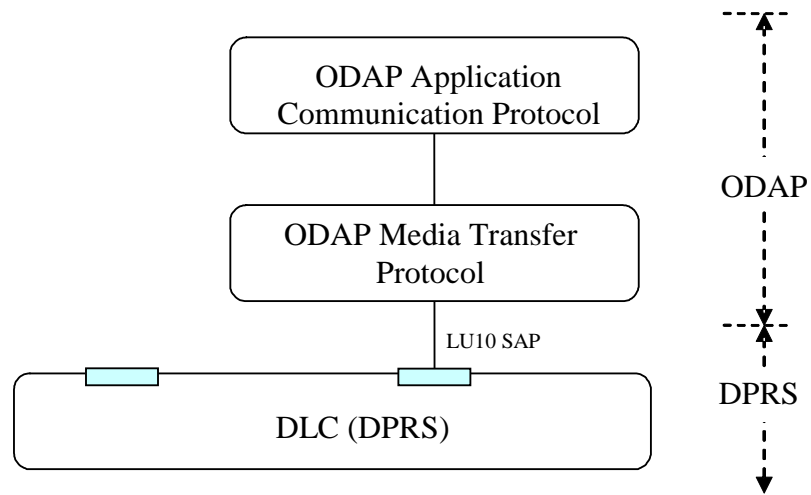 ODAP Application
Communication Protocol
ODAP
ODAP Media Transfer
Protocol
LU10 SAP
DPRS
DLC (DPRS)